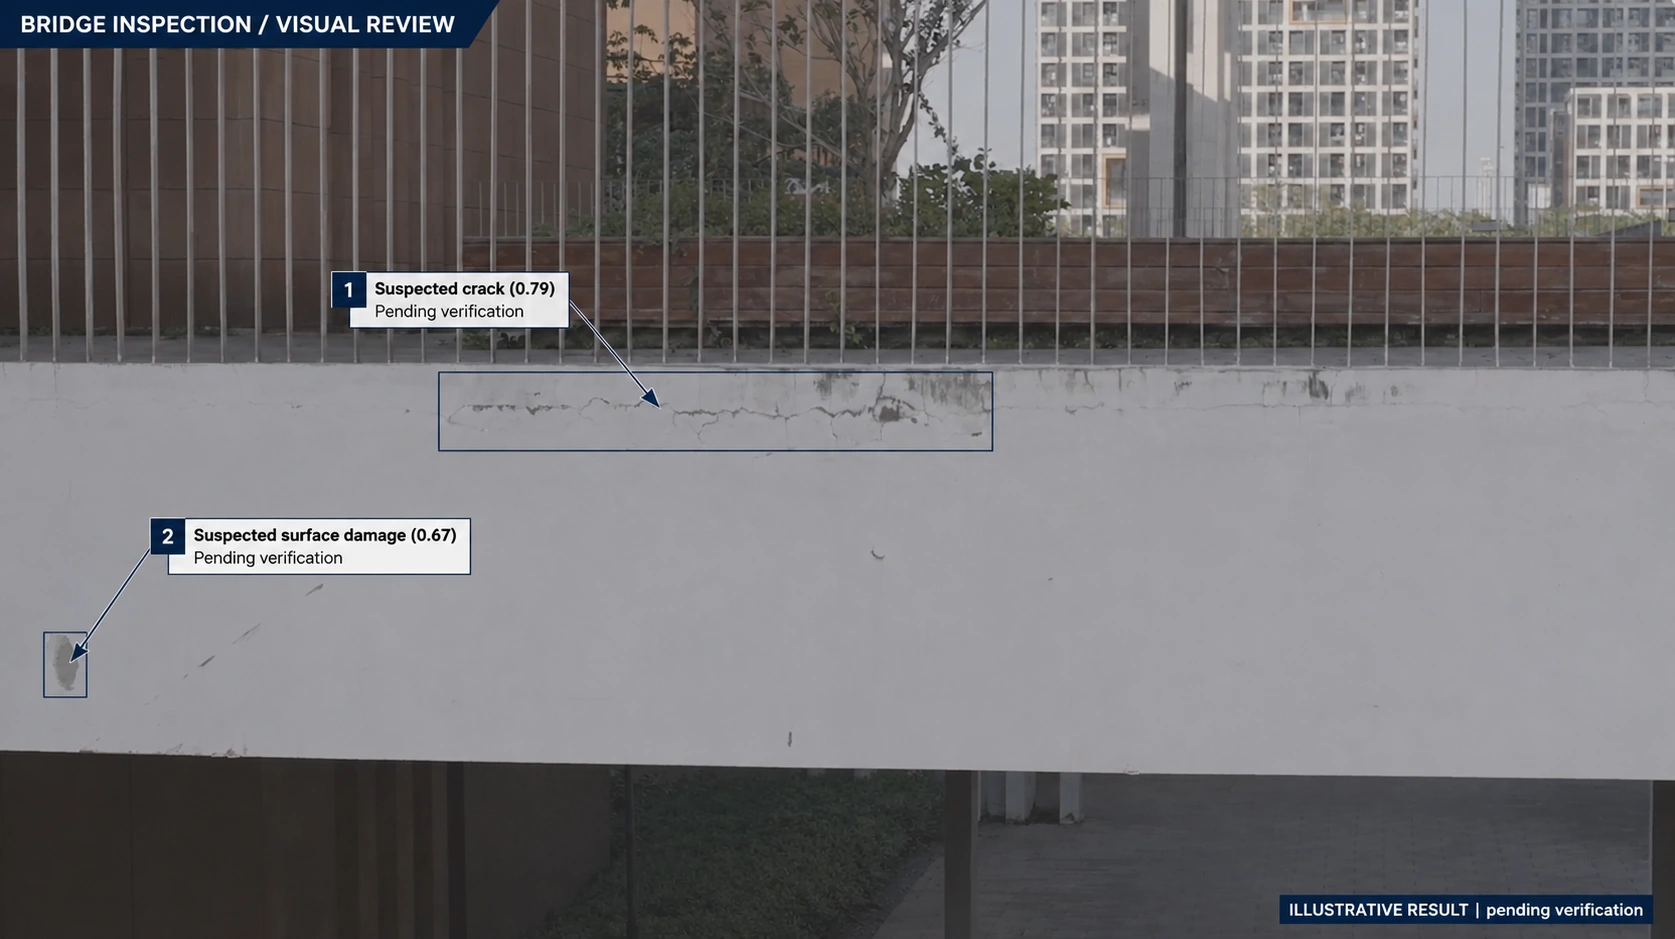 BRIDGE INSPECTION / VISUAL REVIEW
1
Suspected crack (0.79)
Pending verification
2
Suspected surface damage (0.67)
Pending verification
ILLUSTRATIVE RESULT | pending verification